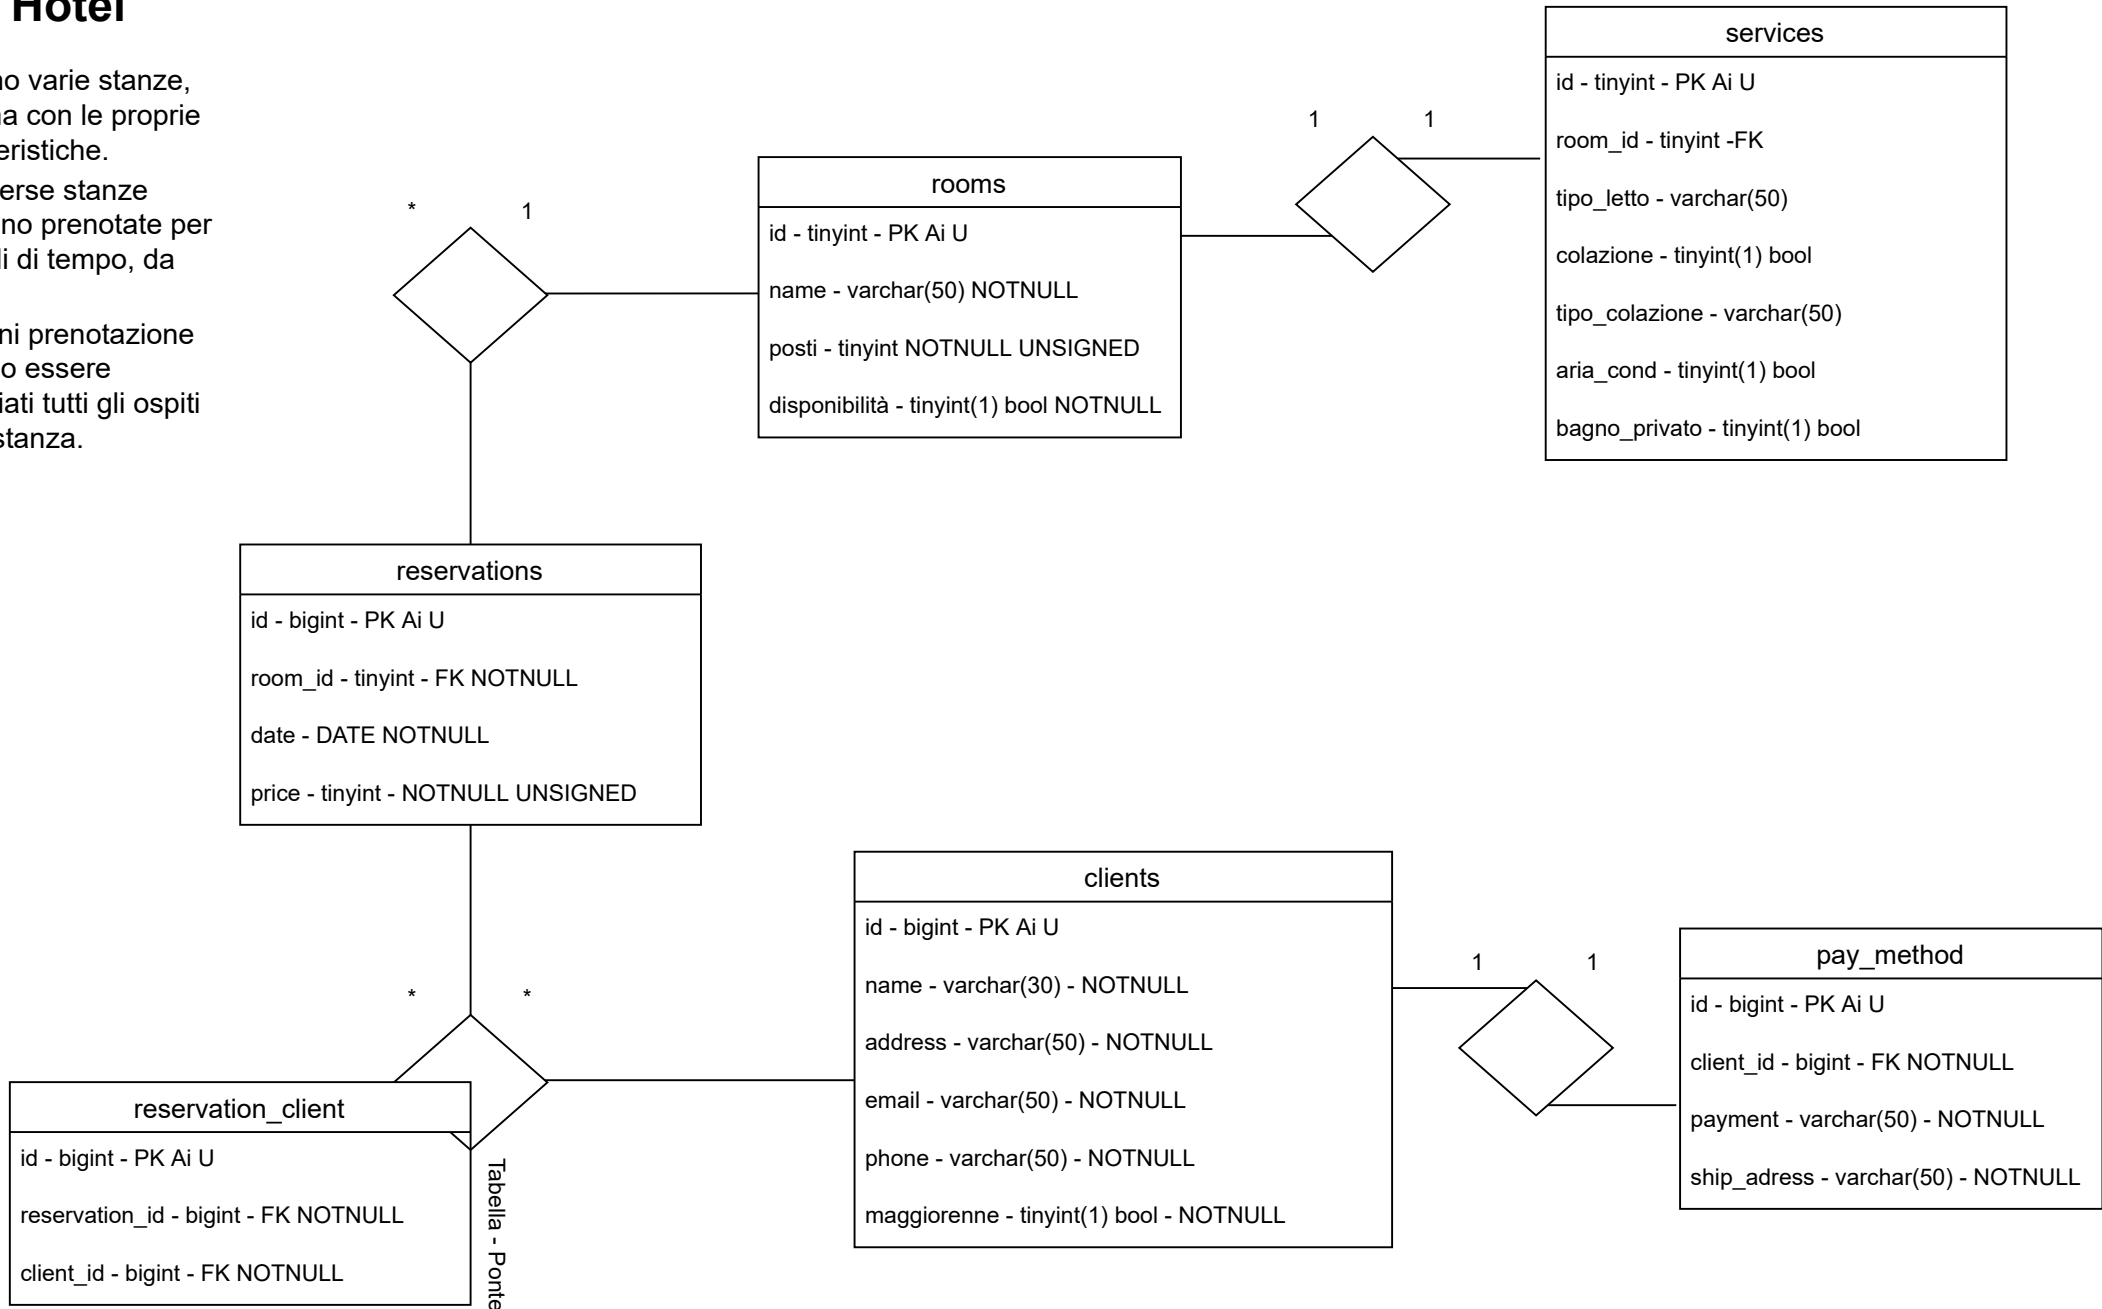 Hotel
no varie stanze,
na con le proprie
eristiche.
erse stanze
no prenotate per
li di tempo, da
ni prenotazione
o essere
iati tutti gli ospiti
stanza.
services
id - tinyint - PK Ai U
room_id - tinyint -FK
tipo_letto - varchar(50)
colazione - tinyint(1) bool
tipo_colazione - varchar(50)
aria_cond - tinyint(1) bool
bagno_privato - tinyint(1) bool
1 1
rooms
id - tinyint - PK Ai U
name - varchar(50) NOTNULL
posti - tinyint NOTNULL UNSIGNED
disponibilità - tinyint(1) bool NOTNULL
* 1
reservations
id - bigint - PK Ai U
room_id - tinyint - FK NOTNULL
date - DATE NOTNULL
price - tinyint - NOTNULL UNSIGNED
clients
id - bigint - PK Ai U
name - varchar(30) - NOTNULL
address - varchar(50) - NOTNULL
email - varchar(50) - NOTNULL
phone - varchar(50) - NOTNULL
maggiorenne - tinyint(1) bool - NOTNULL
1 1
pay_method
id - bigint - PK Ai U
client_id - bigint - FK NOTNULL
payment - varchar(50) - NOTNULL
ship_adress - varchar(50) - NOTNULL
* *
reservation_client
id - bigint - PK Ai U
reservation_id - bigint - FK NOTNULL
client_id - bigint - FK NOTNULL
Tabella - Ponte